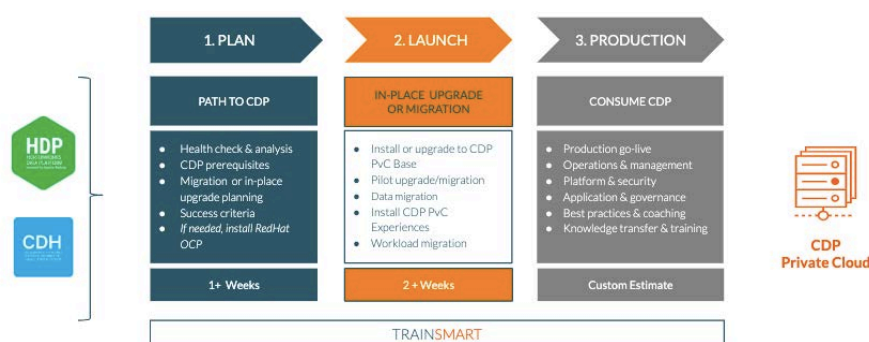 1. PLAN
2. LAUNCH
3. PRODUCTION
PATH TO CDP
IN-PLACE UPGRADE
OR MIGRATION
CONSUME CDP
HDP
CDH
• Health check & analysis
• CDP prerequisites
• Migration or in-place
upgrade planning
• Success criteria
• If needed, install RedHat
OCP
• Install or upgrade to CDP
PvC Base
• Pilot upgrade/migration
• Data migration
• Install CDP PvC
Experiences
• Workload migration
• Production go-live
• Operations & management
• Platform & security
• Application & governance
• Best practices & coaching
• Knowledge transfer & training
CDP
Private Cloud
1+ Weeks
2 + Weeks
Custom Estimate
TRAINSMART